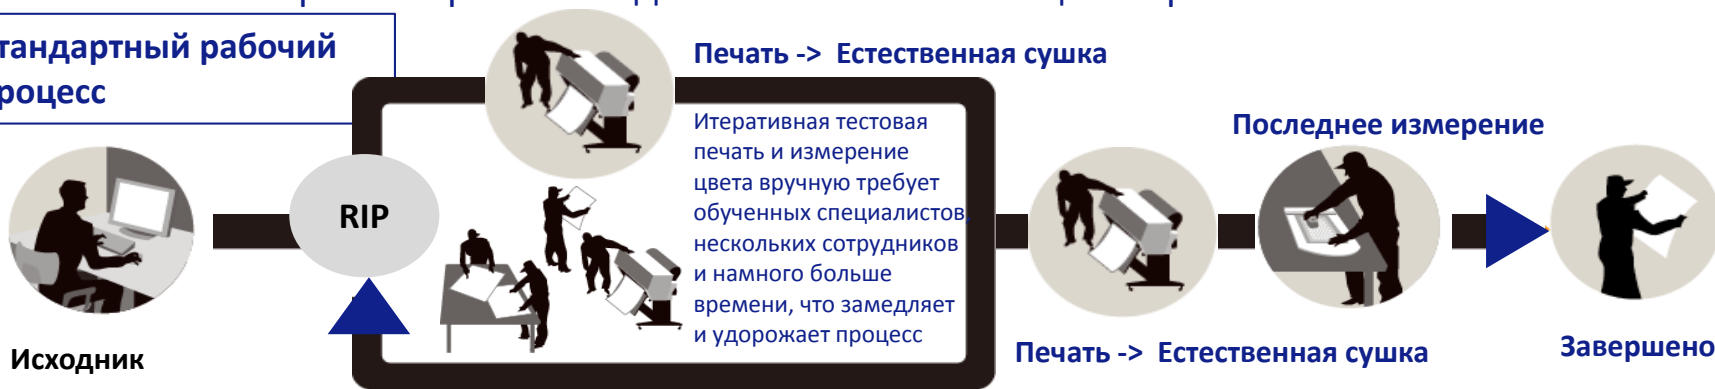 тандартный рабочий
роцесс
Печать -> Естественная сушка
Итеративная тестовая
печать и измерение
цвета вручную требует
обученных специалистов,
нескольких сотрудников
и намного больше
времени, что замедляет
и удорожает процесс
RIP
Исходник
Последнее измерение
Печать -> Естественная сушка
Завершено